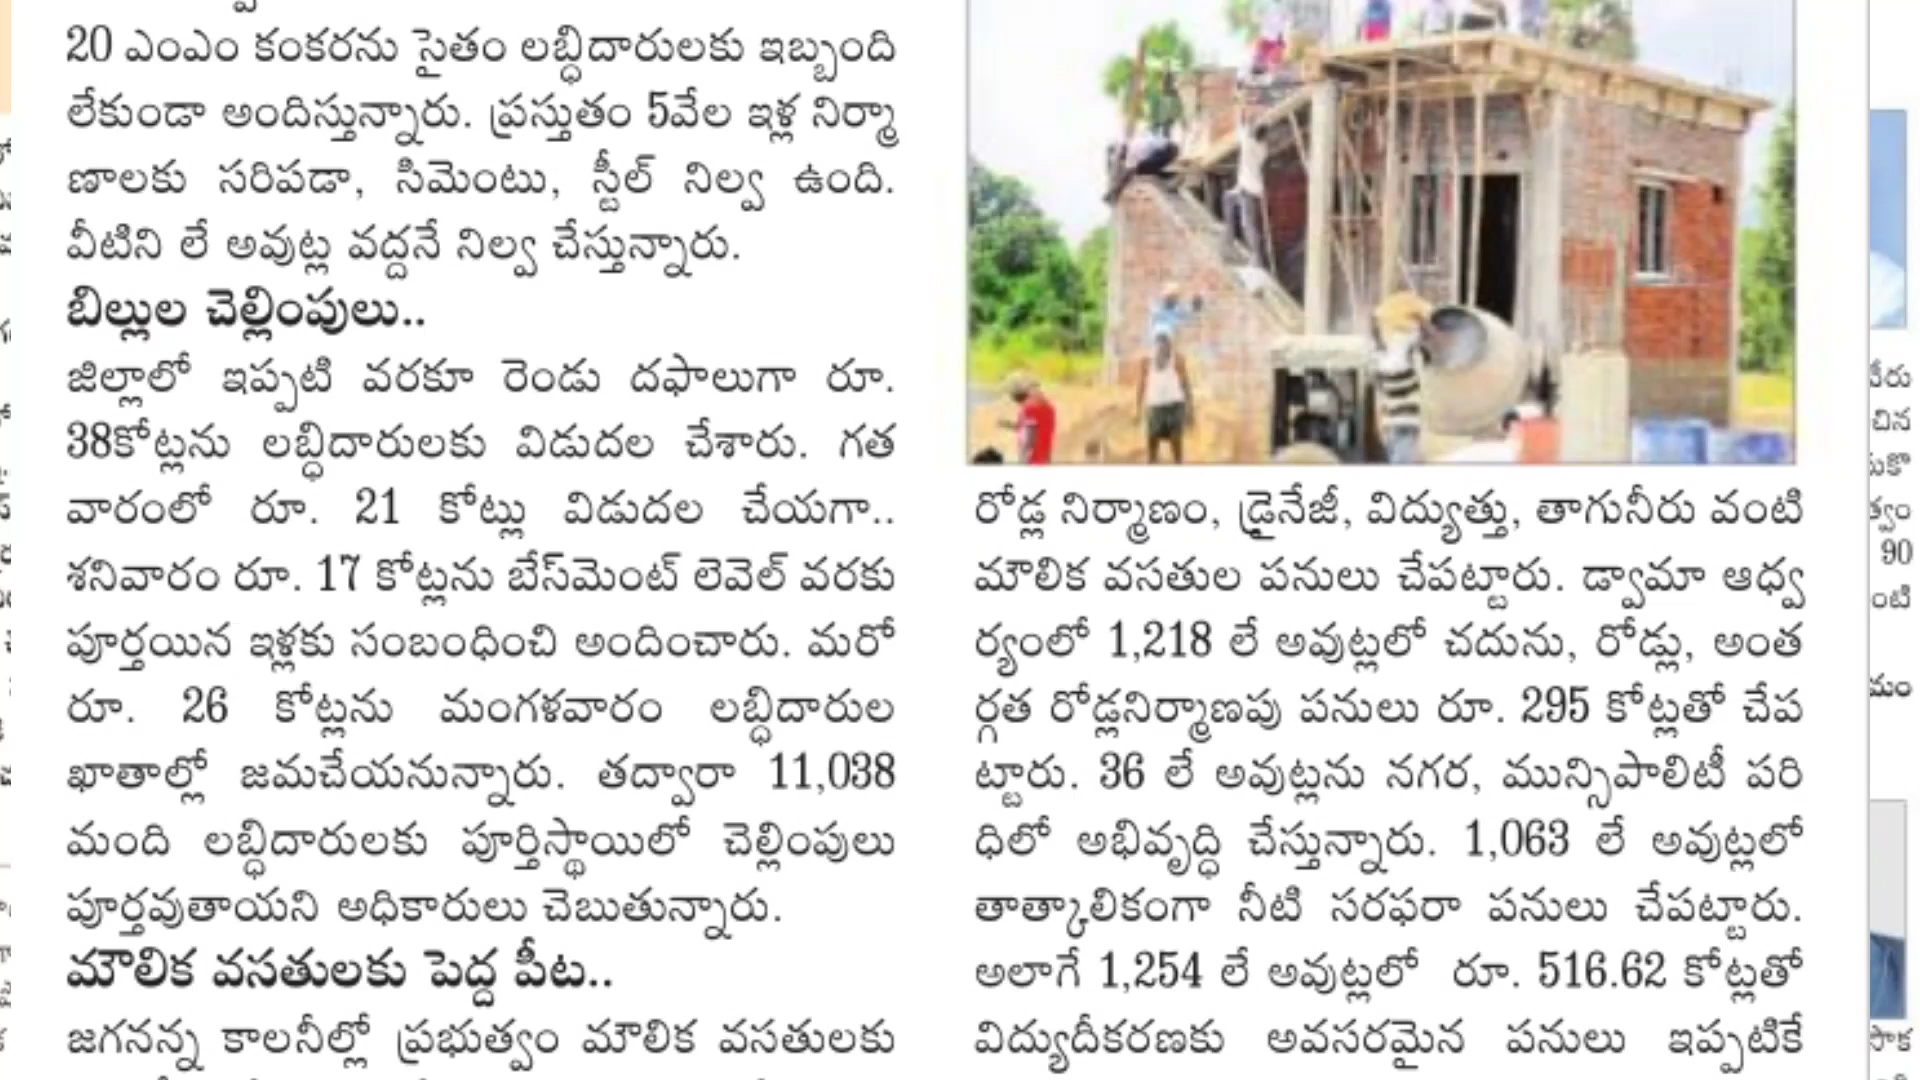 20 ఎంఎం కంకరను సైతం లబ్ధిదారులకు ఇబ్బంది
లేకుండా అందిస్తున్నారు. ప్రస్తుతం 5వేల ఇళ్ల నిర్మా
ణాలకు సరిపడా, సిమెంటు, స్టీల్ నిల్వ ఉంది.
వీటిని లే అవుట్ల వద్దనే నిల్వ చేస్తున్నారు.
బిల్లుల చెల్లింపులు..
జిల్లాలో ఇప్పటి వరకూ రెండు దఫాలుగా రూ.
38కోట్లను లబ్ధిదారులకు విడుదల చేశారు. గత
వారంలో రూ. 21 కోట్లు విడుదల చేయగా..
శనివారం రూ. 17 కోట్లను బేస్‌మెంట్ లెవెల్ వరకు
పూర్తయిన ఇళ్లకు సంబంధించి అందించారు. మరో
రూ. 26 కోట్లను మంగళవారం లబ్ధిదారుల
ఖాతాల్లో జమచేయనున్నారు. తద్వారా 11,038
మంది లబ్ధిదారులకు పూర్తిస్థాయిలో చెల్లింపులు
పూర్తవుతాయని అధికారులు చెబుతున్నారు.
మౌలిక వసతులకు పెద్ద పీట..
జగనన్న కాలనీల్లో ప్రభుత్వం మౌలిక వసతులకు
రోడ్ల నిర్మాణం, డ్రైనేజీ, విద్యుత్తు, తాగునీరు వంటి
మౌలిక వసతుల పనులు చేపట్టారు. డ్వామా ఆధ్వ
ర్యంలో 1,218 లే అవుట్లలో చదును, రోడ్లు, అంత
ర్గత రోడ్లనిర్మాణపు పనులు రూ. 295 కోట్లతో చేప
ట్టారు. 36 లే అవుట్లను నగర, మున్సిపాలిటీ పరి
ధిలో అభివృద్ధి చేస్తున్నారు. 1,063 లే అవుట్లలో
తాత్కాలికంగా నీటి సరఫరా పనులు చేపట్టారు.
అలాగే 1,254 లే అవుట్లలో రూ. 516.62 కోట్లతో
విద్యుదీకరణకు అవసరమైన పనులు ఇప్పటికే
90